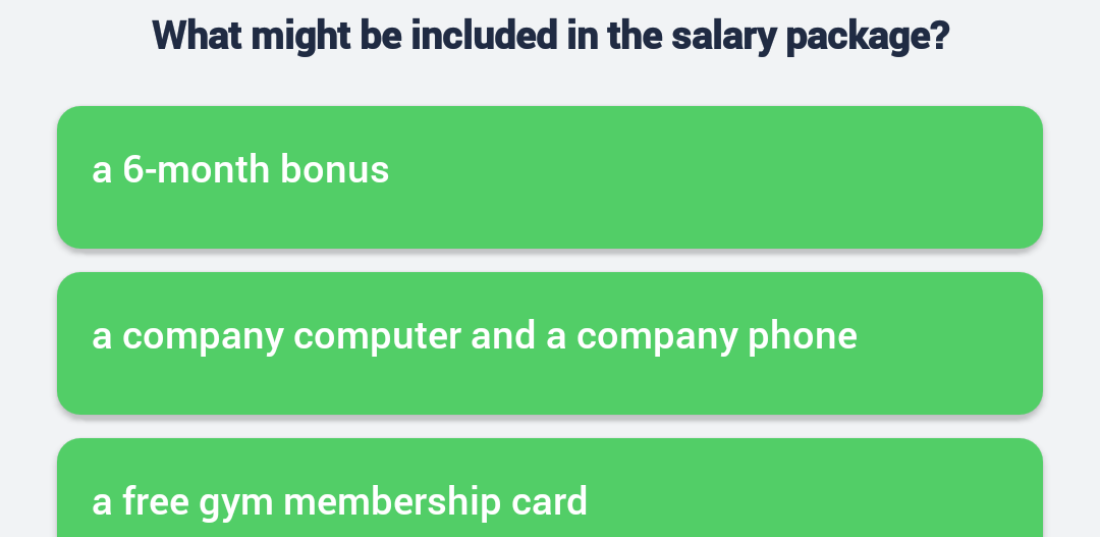 What might be included in the salary package?
a 6-month bonus
a company computer and a company phone
a free gym membership card